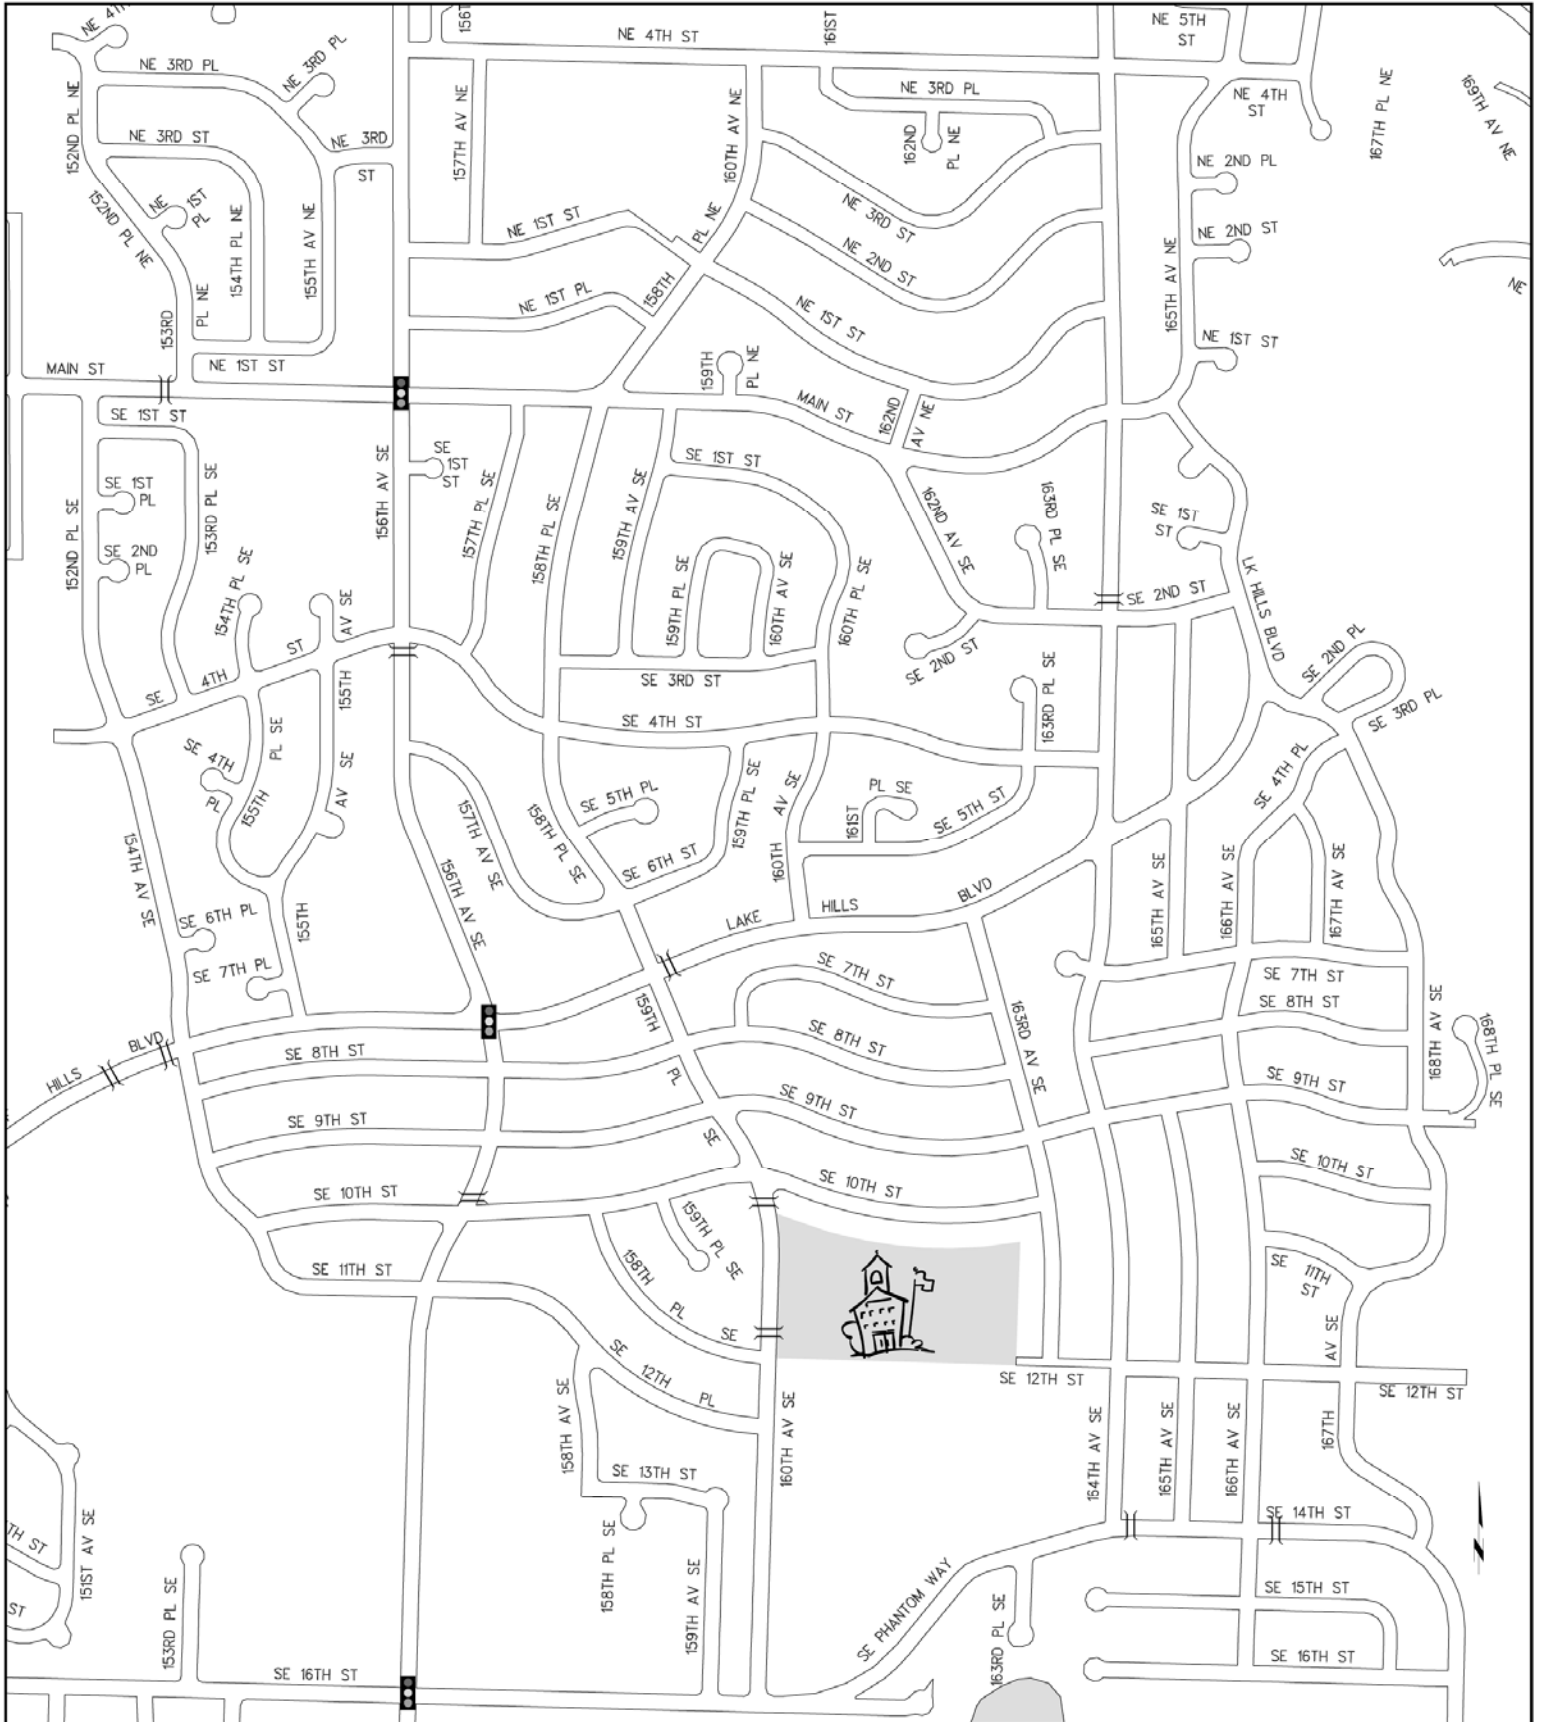 NE 4TH
156T
NE 4TH ST
161ST
NE 5TH
ST
NE 3RD PL
NE 3RD PL
NE 3RD PL
NE 4TH
ST
167TH PL NE
169TH AV NE
152ND PL NE
NE 3RD ST
NE 3RD
ST
157TH AV NE
160TH AV NE
162ND
PL NE
NE 2ND PL
152ND PL NE
NE 1ST
PL
154TH PL NE
155TH AV NE
NE 1ST ST
PL NE
NE 3RD ST
NE 2ND ST
NE 2ND ST
165TH AV NE
NE
153RD
PL NE
NE 1ST PL
158TH
NE 1ST ST
NE 1ST ST
MAIN ST
NE 1ST ST
159TH
PL NE
MAIN ST
162ND
AV NE
SE 1ST ST
156TH AV SE
SE
1ST
ST
SE 1ST ST
SE 1ST
PL
152ND PL SE
153RD PL SE
157TH PL SE
158TH PL SE
159TH AV SE
162ND AV SE
163RD PL SE
SE 1ST
ST
SE 2ND
PL
154TH PL SE
AV SE
159TH PL SE
160TH AV SE
160TH PL SE
SE 2ND ST
LK HILLS BLVD
SE 2ND ST
SE 2ND PL
SE 4TH ST
155TH
SE 3RD ST
163RD PL SE
SE 3RD PL
SE 4TH ST
SE 4TH
PL
PL SE
155TH
AV SE
157TH AV SE
158TH PL SE
SE 5TH PL
159TH PL SE
160TH
AV SE
PL SE
161ST
SE 5TH ST
SE 4TH PL
154TH AV SE
156TH AV SE
SE 6TH ST
165TH AV SE
166TH AV SE
167TH AV SE
SE 6TH PL
155TH
LAKE
HILLS
BLVD
SE 7TH PL
SE 7TH ST
SE 7TH ST
159TH
163RD AV SE
SE 8TH ST
168TH AV SE
168TH PL SE
HILLS
BLVD
SE 8TH ST
SE 8TH ST
PL
SE 9TH ST
SE 9TH ST
SE 9TH ST
SE
SE 10TH ST
SE 10TH ST
SE 10TH ST
159TH PL SE
SE 11TH ST
158TH
PL
SE
SE 11TH
ST
AV SE
SE
12TH
PL
SE 12TH ST
SE 12TH ST
158TH AV SE
160TH AV SE
164TH AV SE
165TH AV SE
166TH AV SE
167TH
SE 13TH ST
SE 14TH ST
TH ST
151ST AV SE
158TH PL SE
159TH AV SE
SE PHANTOM WAY
SE 15TH ST
ST
153RD PL SE
163RD PL SE
SE 16TH ST
SE 16TH ST